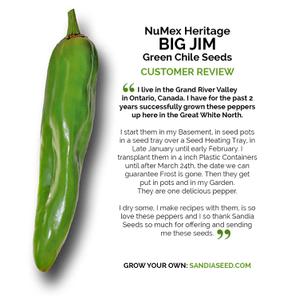 NuMex Heritage
BIG JIM
Green Chile Seeds
CUSTOMER REVIEW
“ I live in the Grand River Valley
in Ontario, Canada. I have for the past 2
years successfully grown these peppers
up here in the Great White North.
I start them in my Basement, in seed pots
in a seed tray over a Seed Heating Tray, in
Late January until early February. I
transplant them in 4 inch Plastic Containers
until after March 24th, the date we can
guarantee Frost is gone. Then they get
put in pots and in my Garden.
They are one delicious pepper.
I dry some, I make recipes with them, is so
love these peppers and I so thank Sandia
Seeds so much for offering and sending
me these seeds. ”
GROW YOUR OWN: SANDIASEED.COM